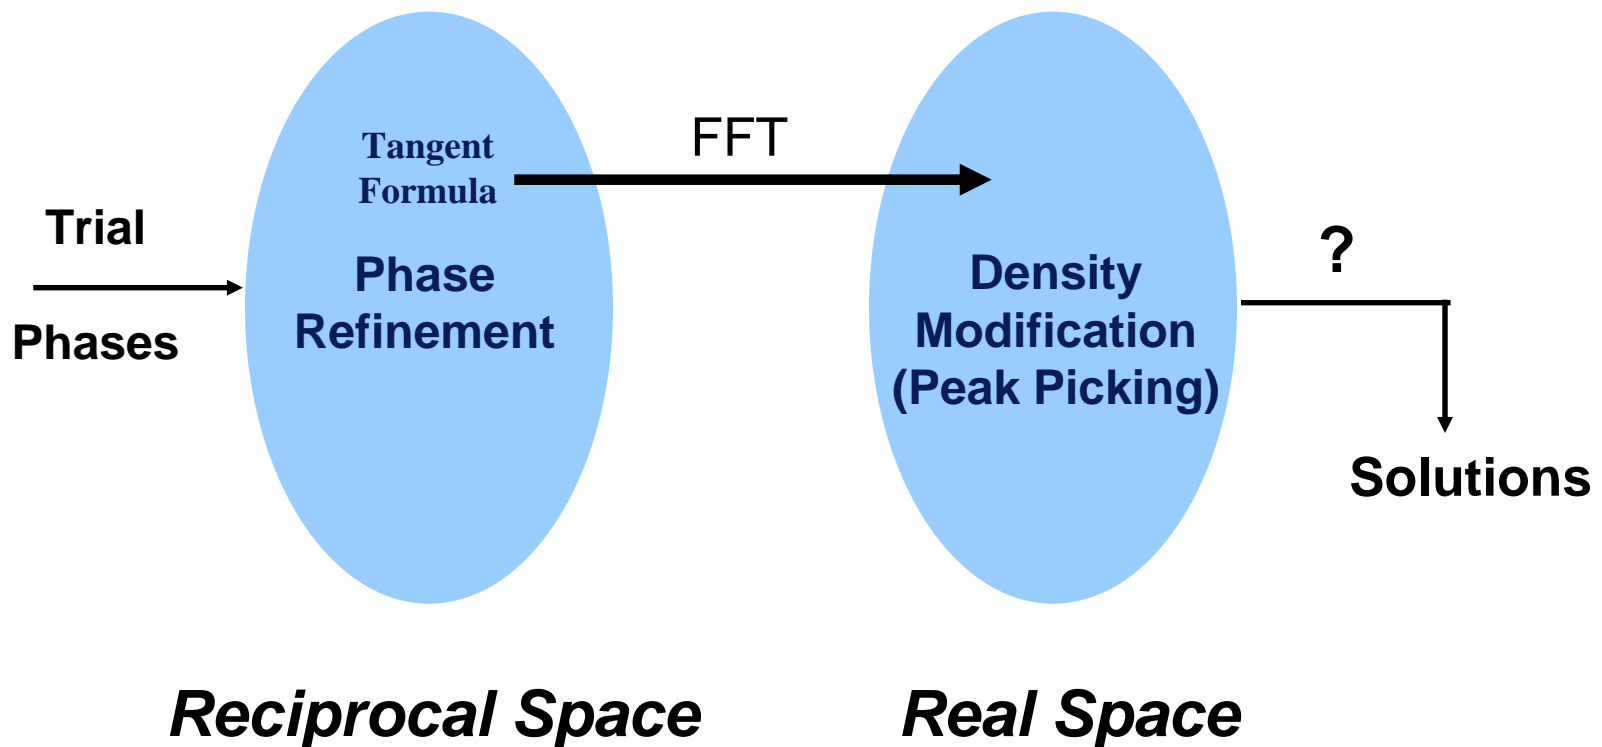 Trial
Phases
Tangent
Formula
Phase
Refinement
FFT
Density
Modification
(Peak Picking)
?
Solutions
Reciprocal Space
Real Space